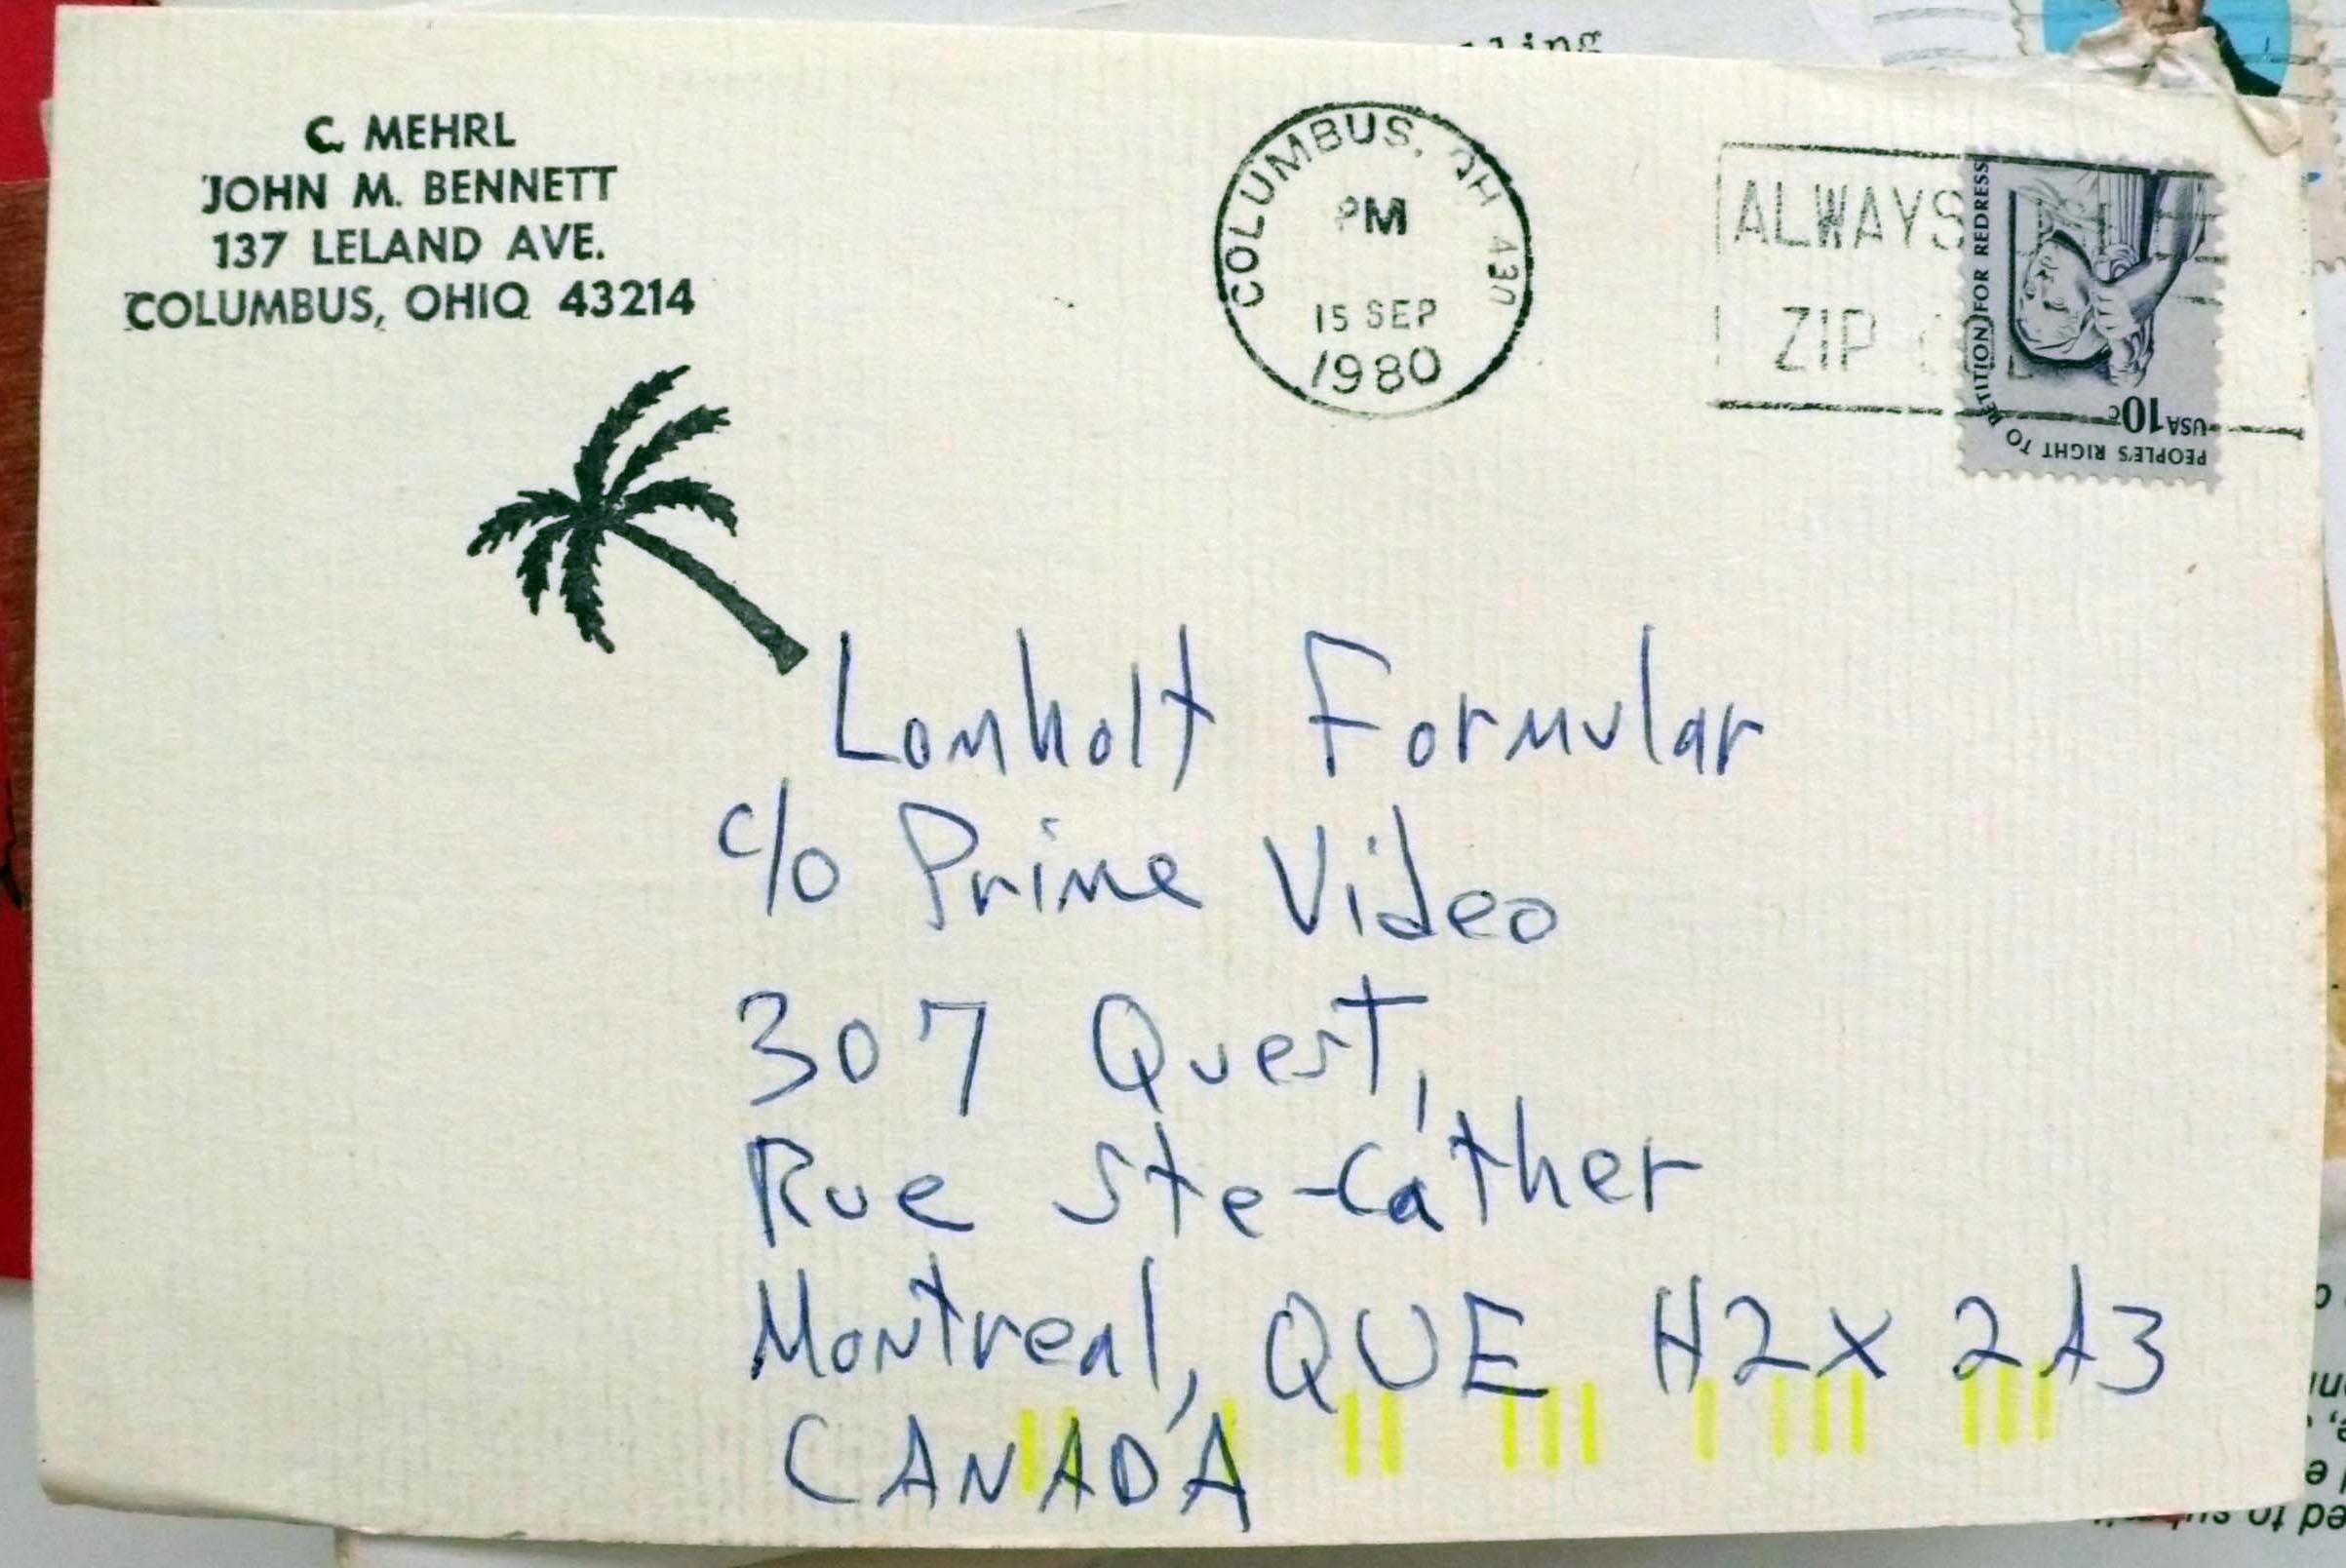 lling
C. MEHRL
JOHN M. BENNETT
137 LELAND AVE.
COLUMBUS, OHIO 43214
COLUMBUS, OH 430
PM
15 SEP
1980
ALWAYS
ZIP
PEOPLE'S RIGHT TO PETITION FOR REDRESS
USA 10c
Lomholt Formular
c/o Prime Video
307 Quest,
Rue Ste-Cather
Montreal, QUE H2X 2A3
CANADA